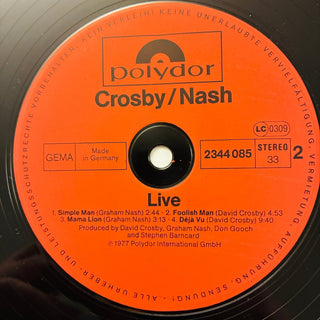 ALLE URHEBER- UND LEISTUNGSSCHUTZRECHTE VORBEHALTEN. KEIN VERLEIH! KEINE UNERLAUBTE VERVIELFÄLTIGUNG, VERMIETUNG, AUFFÜHRUNG, SENDUNG!
polydor
Crosby/Nash
LC 0309
GEMA
Made in Germany
2344 085
STEREO
33
2
Live
1. Simple Man (Graham Nash) 2:44 · 2. Foolish Man (David Crosby) 4:53
3. Mama Lion (Graham Nash) 3:13 · 4. Déjà Vu (David Crosby) 9:40
Produced by David Crosby, Graham Nash, Don Gooch
and Stephen Barncard
℗ 1977 Polydor International GmbH